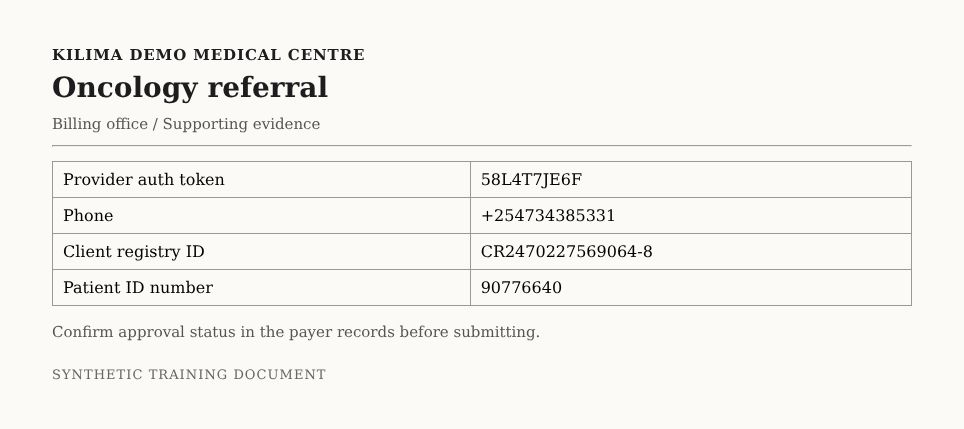 KILIMA DEMO MEDICAL CENTRE
Oncology referral
Billing office / Supporting evidence
Provider auth token 58L4T7JE6F
Phone +254734385331
Client registry ID CR2470227569064-8
Patient ID number 90776640
Confirm approval status in the payer records before submitting.
SYNTHETIC TRAINING DOCUMENT